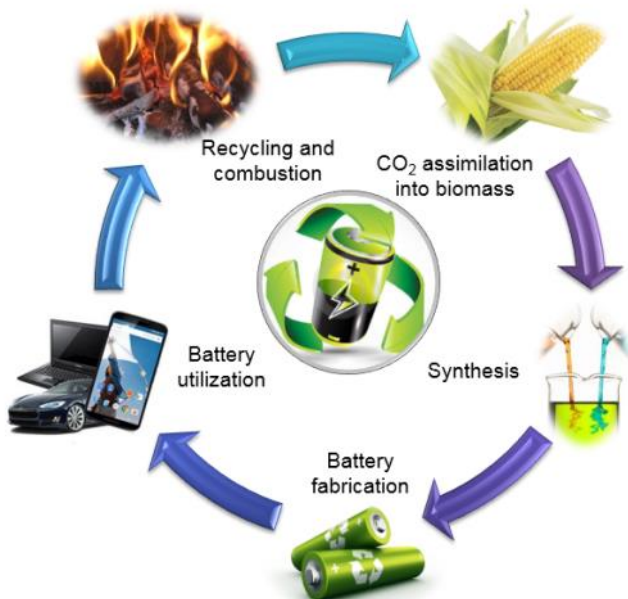 Recycling and
combustion
CO₂ assimilation
into biomass
Synthesis
Battery
fabrication
Battery
utilization